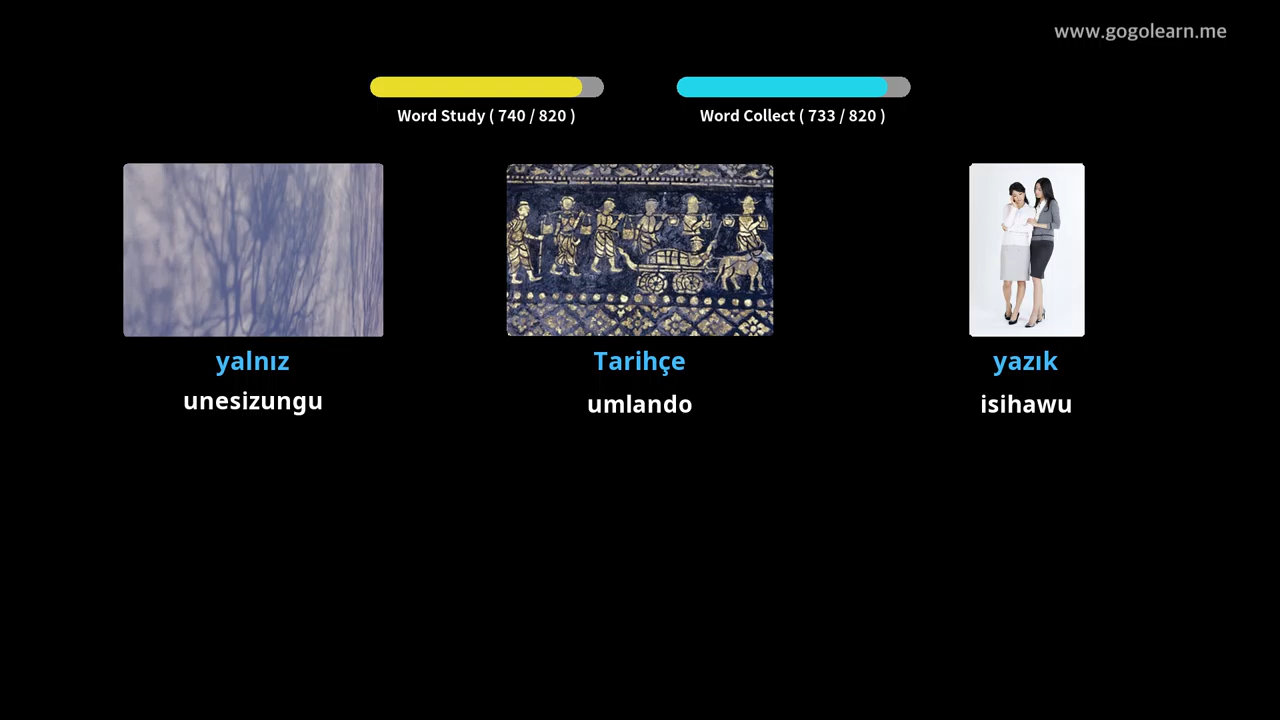 www.gogolearn.me
Word Study ( 740 / 820 )
Word Collect ( 733 / 820 )
yalnız
unesizungu
Tarihçe
umlando
yazık
isihawu